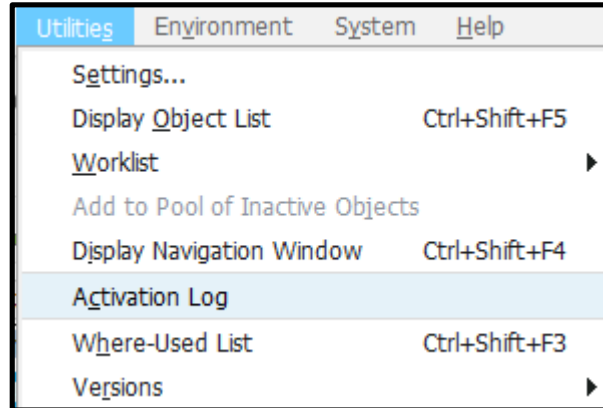 Utilities Environment System Help
Settings...
Display Object List Ctrl+Shift+F5
Worklist
Add to Pool of Inactive Objects
Display Navigation Window Ctrl+Shift+F4
Activation Log
Where-Used List Ctrl+Shift+F3
Versions